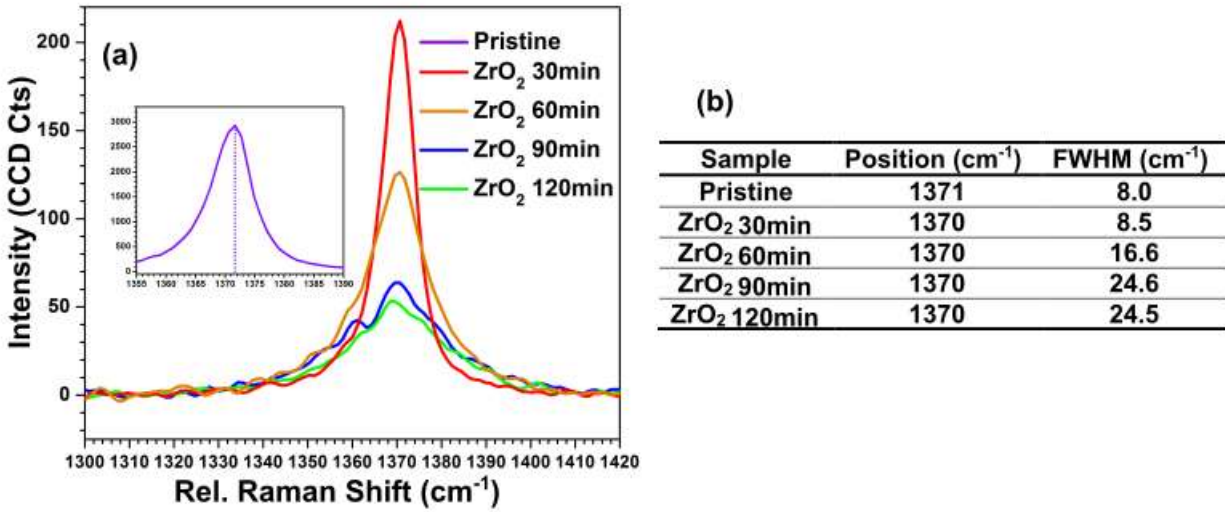 (a)
Pristine
ZrO₂ 30min
ZrO₂ 60min
ZrO₂ 90min
ZrO₂ 120min
Intensity (CCD Cts)
200
150
100
50
0
3000
2500
2000
1500
1000
500
0
1355 1360 1365 1370 1375 1380 1385 1390
1300 1310 1320 1330 1340 1350 1360 1370 1380 1390 1400 1410 1420
Rel. Raman Shift (cm⁻¹)
(b)
Sample Position (cm⁻¹) FWHM (cm⁻¹)
Pristine 1371 8.0
ZrO₂ 30min 1370 8.5
ZrO₂ 60min 1370 16.6
ZrO₂ 90min 1370 24.6
ZrO₂ 120min 1370 24.5